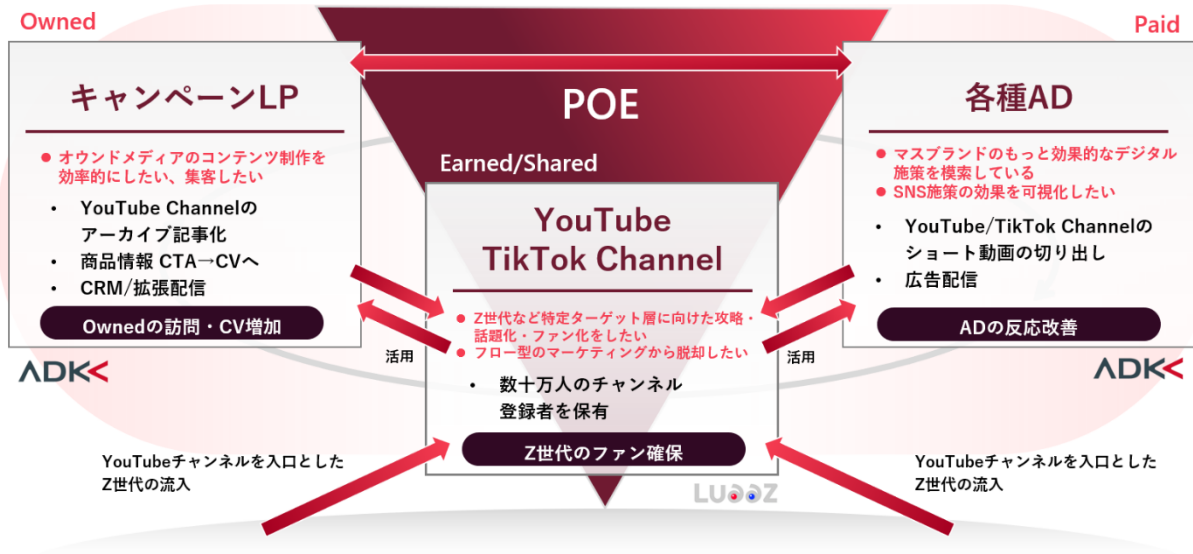 Owned
Paid
キャンペーンLP
オウンドメディアのコンテンツ制作を
効率的にしたい、集客したい
YouTube Channelの
アーカイブ記事化
商品情報 CTA→CVへ
CRM/拡張配信
Ownedの訪問・CV増加
ADK
POE
Earned/Shared
YouTube
TikTok Channel
Z世代など特定ターゲット層に向けた攻略・
話題化・ファン化をしたい
フロー型のマーケティングから脱却したい
数十万人のチャンネル
登録者を保有
Z世代のファン確保
活用
活用
各種AD
マスブランドのもっと効果的なデジタル
施策を模索している
SNS施策の効果を可視化したい
YouTube/TikTok Channelの
ショート動画の切り出し
広告配信
ADの反応改善
ADK
YouTubeチャンネルを入口とした
Z世代の流入
YouTubeチャンネルを入口とした
Z世代の流入